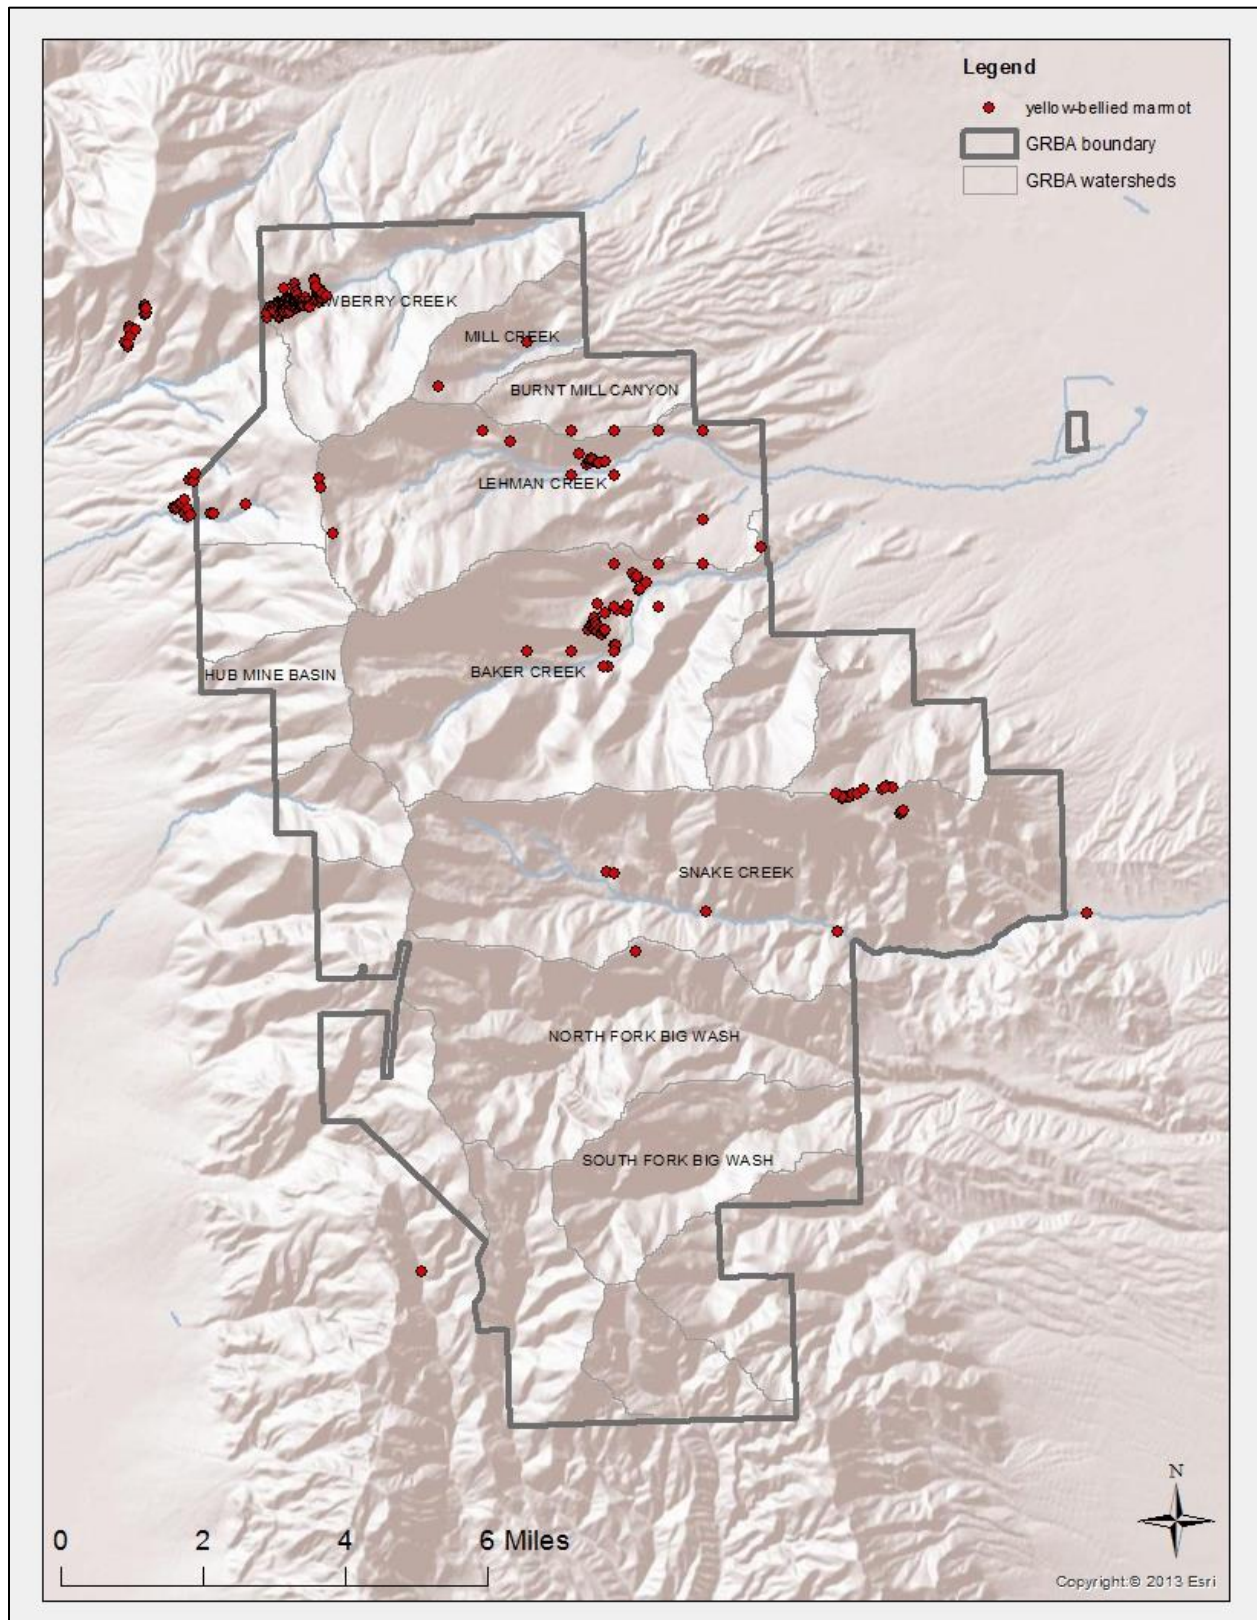 Legend
yellow-bellied marmot
GRBA boundary
GRBA watersheds
WBERRY CREEK
MILL CREEK
BURNT MILL CANYON
LEHMAN CREEK
HUB MINE BASIN
BAKER CREEK
SNAKE CREEK
NORTH FORK BIG WASH
SOUTH FORK BIG WASH
N
0 2 4 6 Miles
Copyright:© 2013 Esri